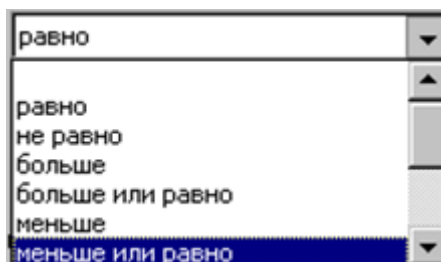 равно
равно
не равно
больше
больше или равно
меньше
меньше или равно